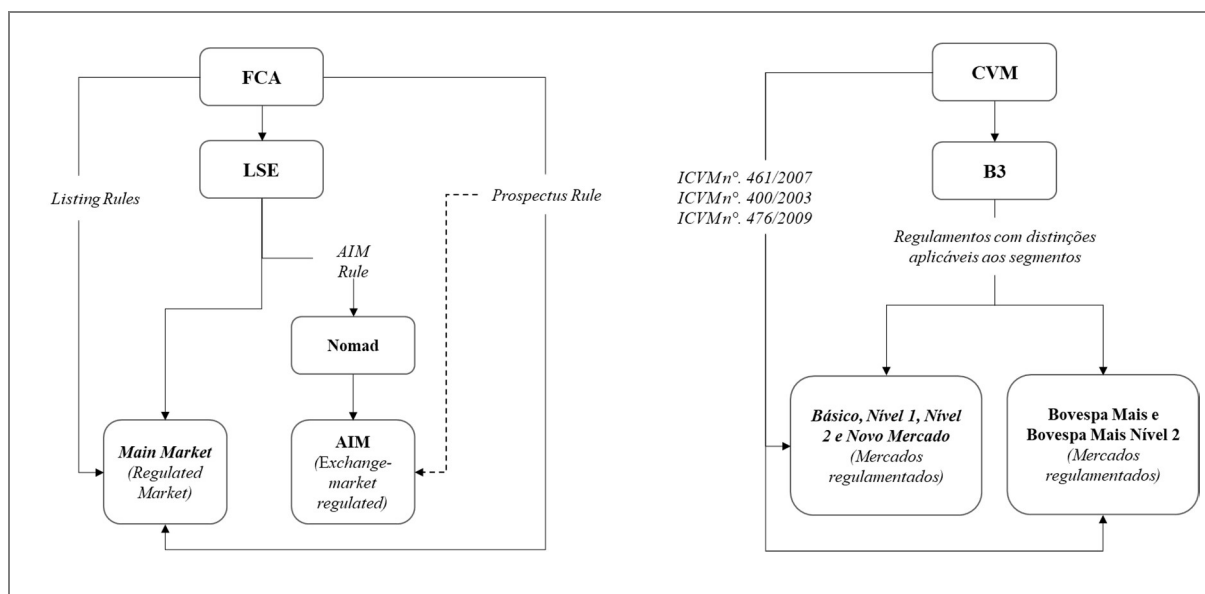 FCA
LSE
Listing Rules
Prospectus Rule
AIM
Rule
Nomad
Main Market
(Regulated
Market)
AIM
(Exchange-
market
regulated)
CVM
B3
ICVM n°. 461/2007
ICVM n°. 400/2003
ICVM n°. 476/2009
Regulamentos com distinções
aplicáveis aos segmentos
Básico, Nível 1, Nível
2 e Novo Mercado
(Mercados
regulamentados)
Bovespa Mais e
Bovespa Mais Nível 2
(Mercados
regulamentados)